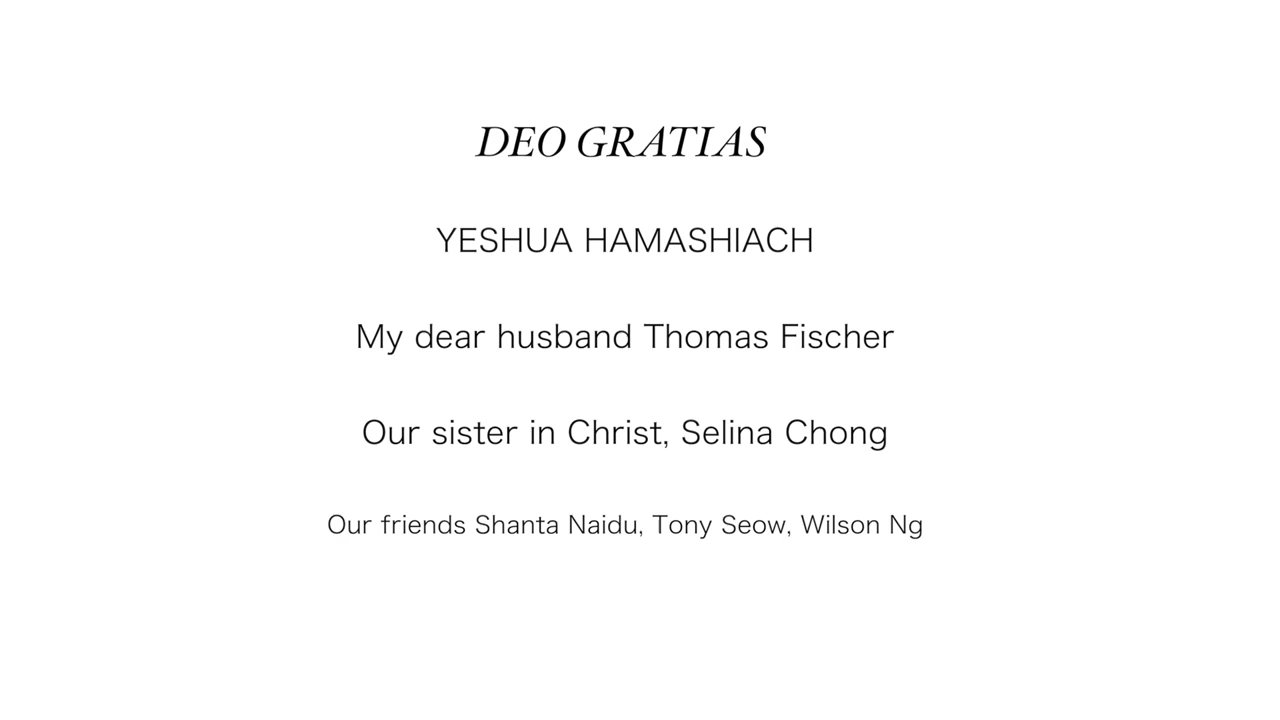 DEO GRATIAS
YESHUA HAMASHIACH
My dear husband Thomas Fischer
Our sister in Christ, Selina Chong
Our friends Shanta Naidu, Tony Seow, Wilson Ng